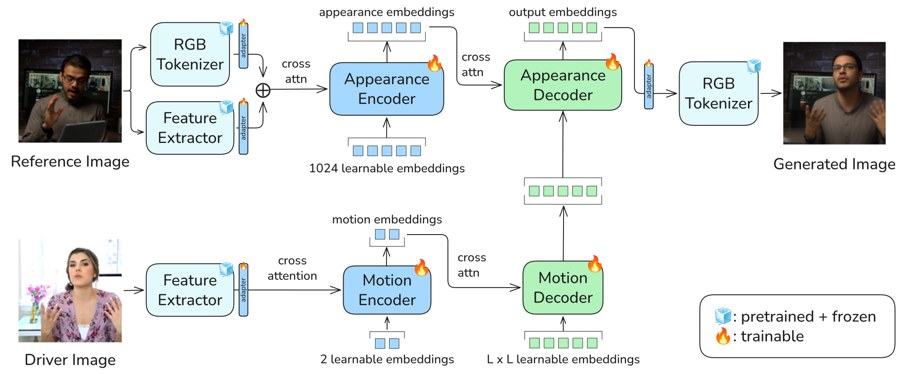 appearance embeddings
output embeddings
RGB
Tokenizer
adapter
cross
attn
Appearance
Encoder
cross
attn
Appearance
Decoder
adapter
RGB
Tokenizer
Feature
Extractor
adapter
Reference Image
1024 learnable embeddings
Generated Image
motion embeddings
Feature
Extractor
adapter
cross
attention
Motion
Encoder
cross
attn
Motion
Decoder
: pretrained + frozen
: trainable
Driver Image
2 learnable embeddings
L x L learnable embeddings